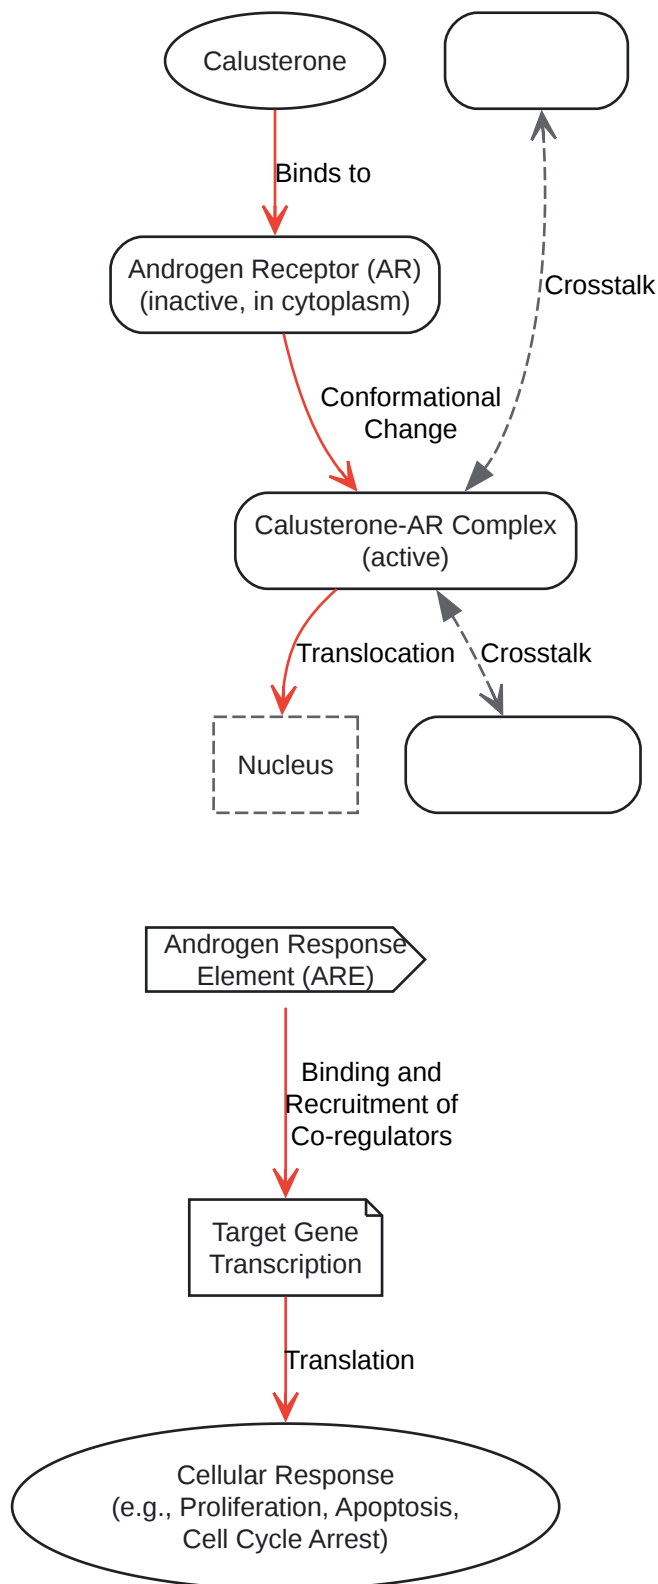 Calusterone
Binds to
Androgen Receptor (AR)
(inactive, in cytoplasm)
Crosstalk
Conformational
Change
Calusterone-AR Complex
(active)
Translocation
Crosstalk
Nucleus
Androgen Response
Element (ARE)
Binding and
Recruitment of
Co-regulators
Target Gene
Transcription
Translation
Cellular Response
(e.g., Proliferation, Apoptosis,
Cell Cycle Arrest)